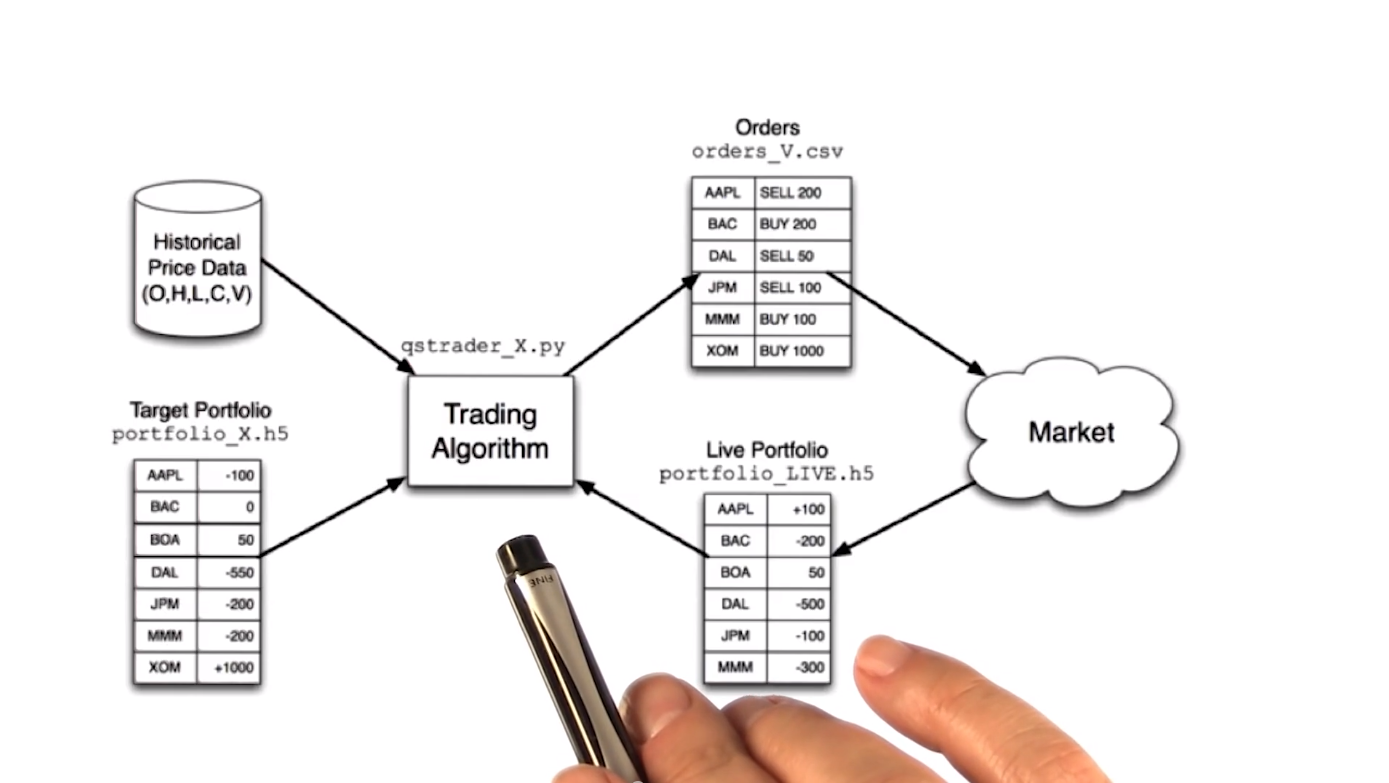 Orders
orders_V.csv
AAPL SELL 200
BAC BUY 200
DAL SELL 50
JPM SELL 100
MMM BUY 100
XOM BUY 1000
Historical
Price Data
(O,H,L,C,V)
qstrader_X.py
Trading
Algorithm
Target Portfolio
portfolio_X.h5
AAPL -100
BAC 0
BOA 50
DAL -550
JPM -200
MMM -200
XOM +1000
Live Portfolio
portfolio_LIVE.h5
AAPL +100
BAC -200
BOA 50
DAL -500
JPM -100
MMM -300
Market
FINE